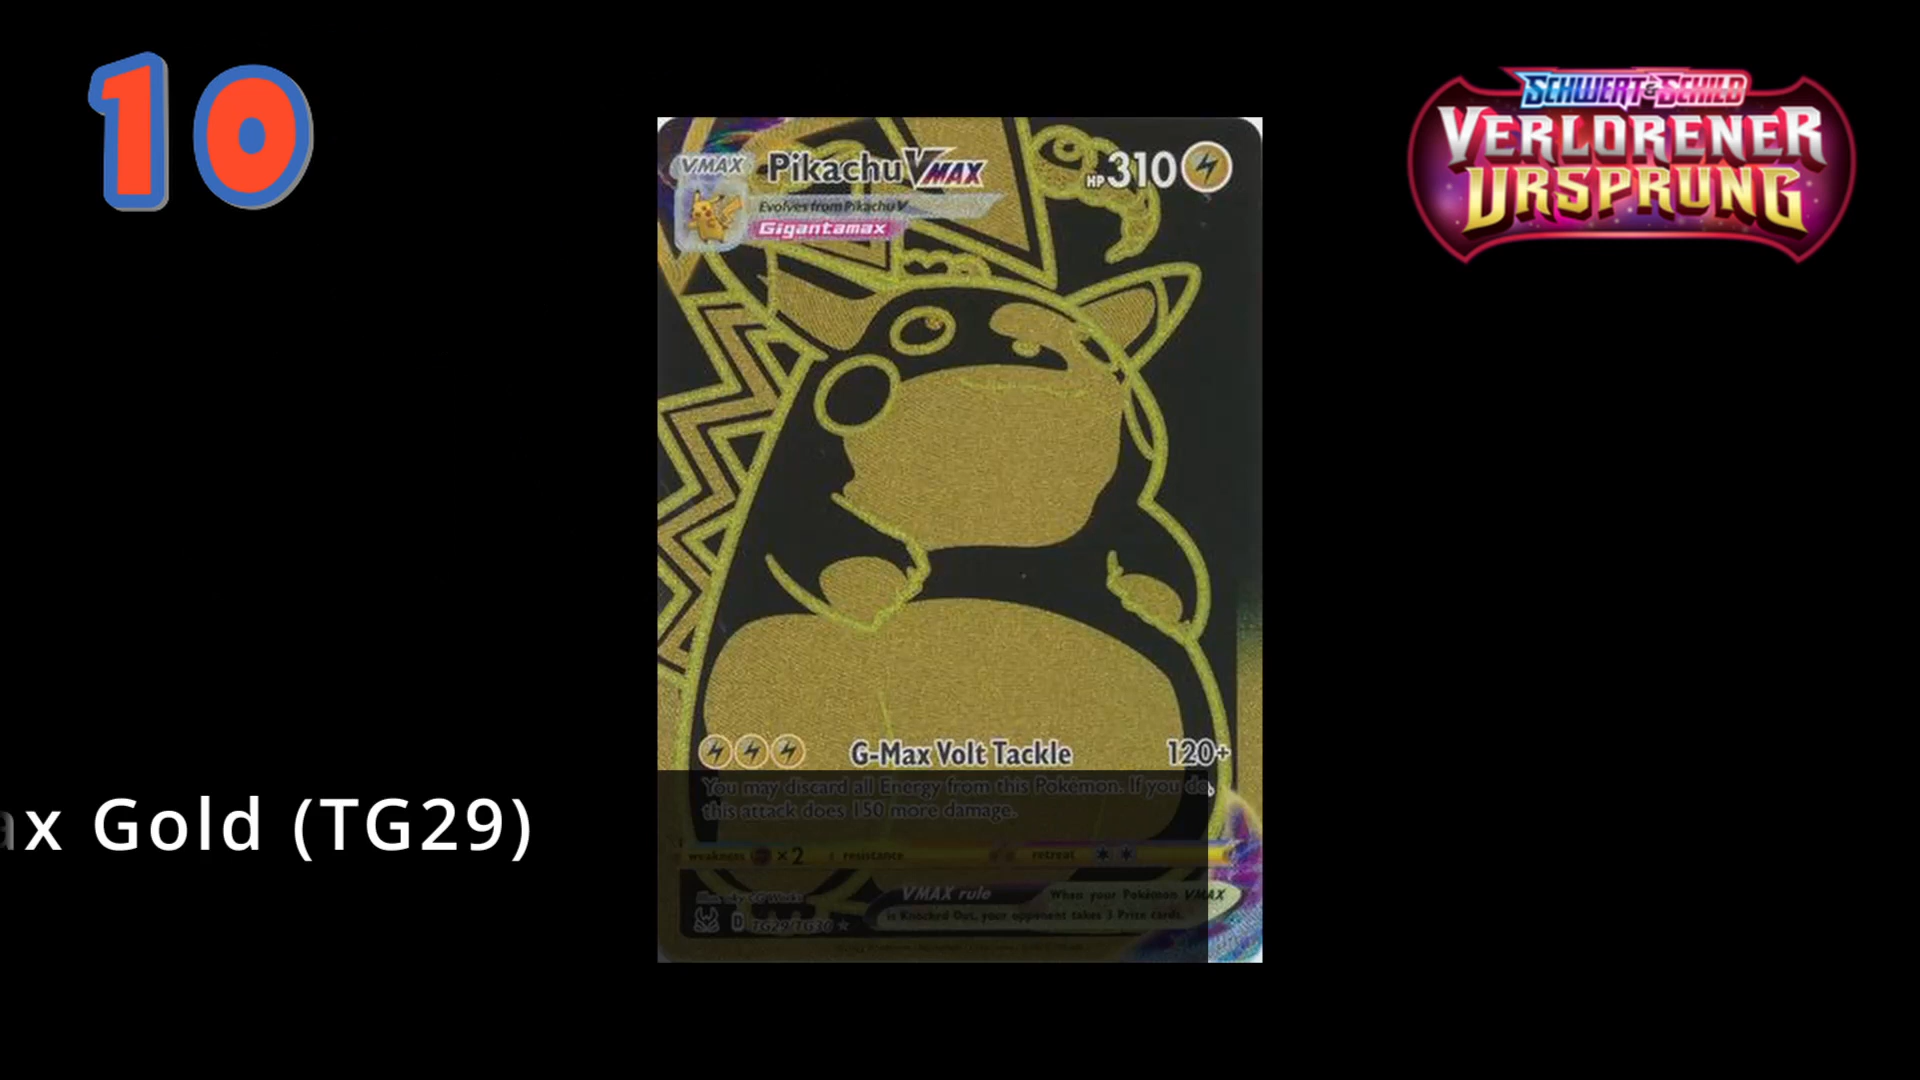 10
SCHWERT & SCHILD
VERLORENER
URSPRUNG
VMAX Pikachu VMAX HP 310
Evolves from Pikachu V
Gigantamax
G-Max Volt Tackle 120+
You may discard all Energy from this Pokémon. If you do,
this attack does 150 more damage.
ax Gold (TG29)
weakness ×2 resistance retreat
VMAX rule When your Pokémon VMAX
is Knocked Out, your opponent takes 3 Prize cards.
D TG29/TG30